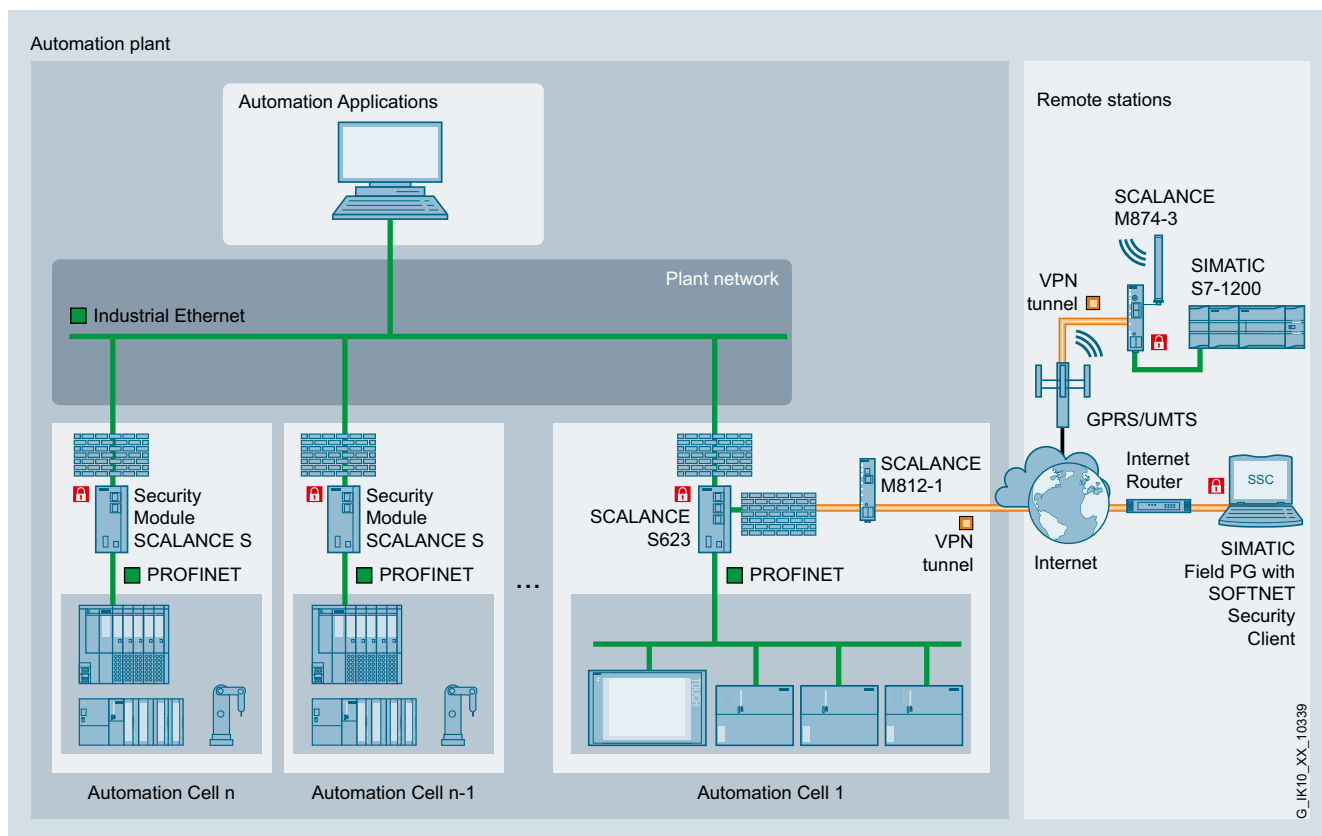 Automation plant
Automation Applications
Plant network
Industrial Ethernet
Security
Module
SCALANCE S
PROFINET
Automation Cell n
Security
Module
SCALANCE S
PROFINET
Automation Cell n-1
...
SCALANCE
S623
PROFINET
Automation Cell 1
SCALANCE
M812-1
VPN
tunnel
Remote stations
SCALANCE
M874-3
SIMATIC
S7-1200
VPN
tunnel
GPRS/UMTS
Internet
Internet
Router
SSC
SIMATIC
Field PG with
SOFTNET
Security
Client
G_IK10_XX_10339